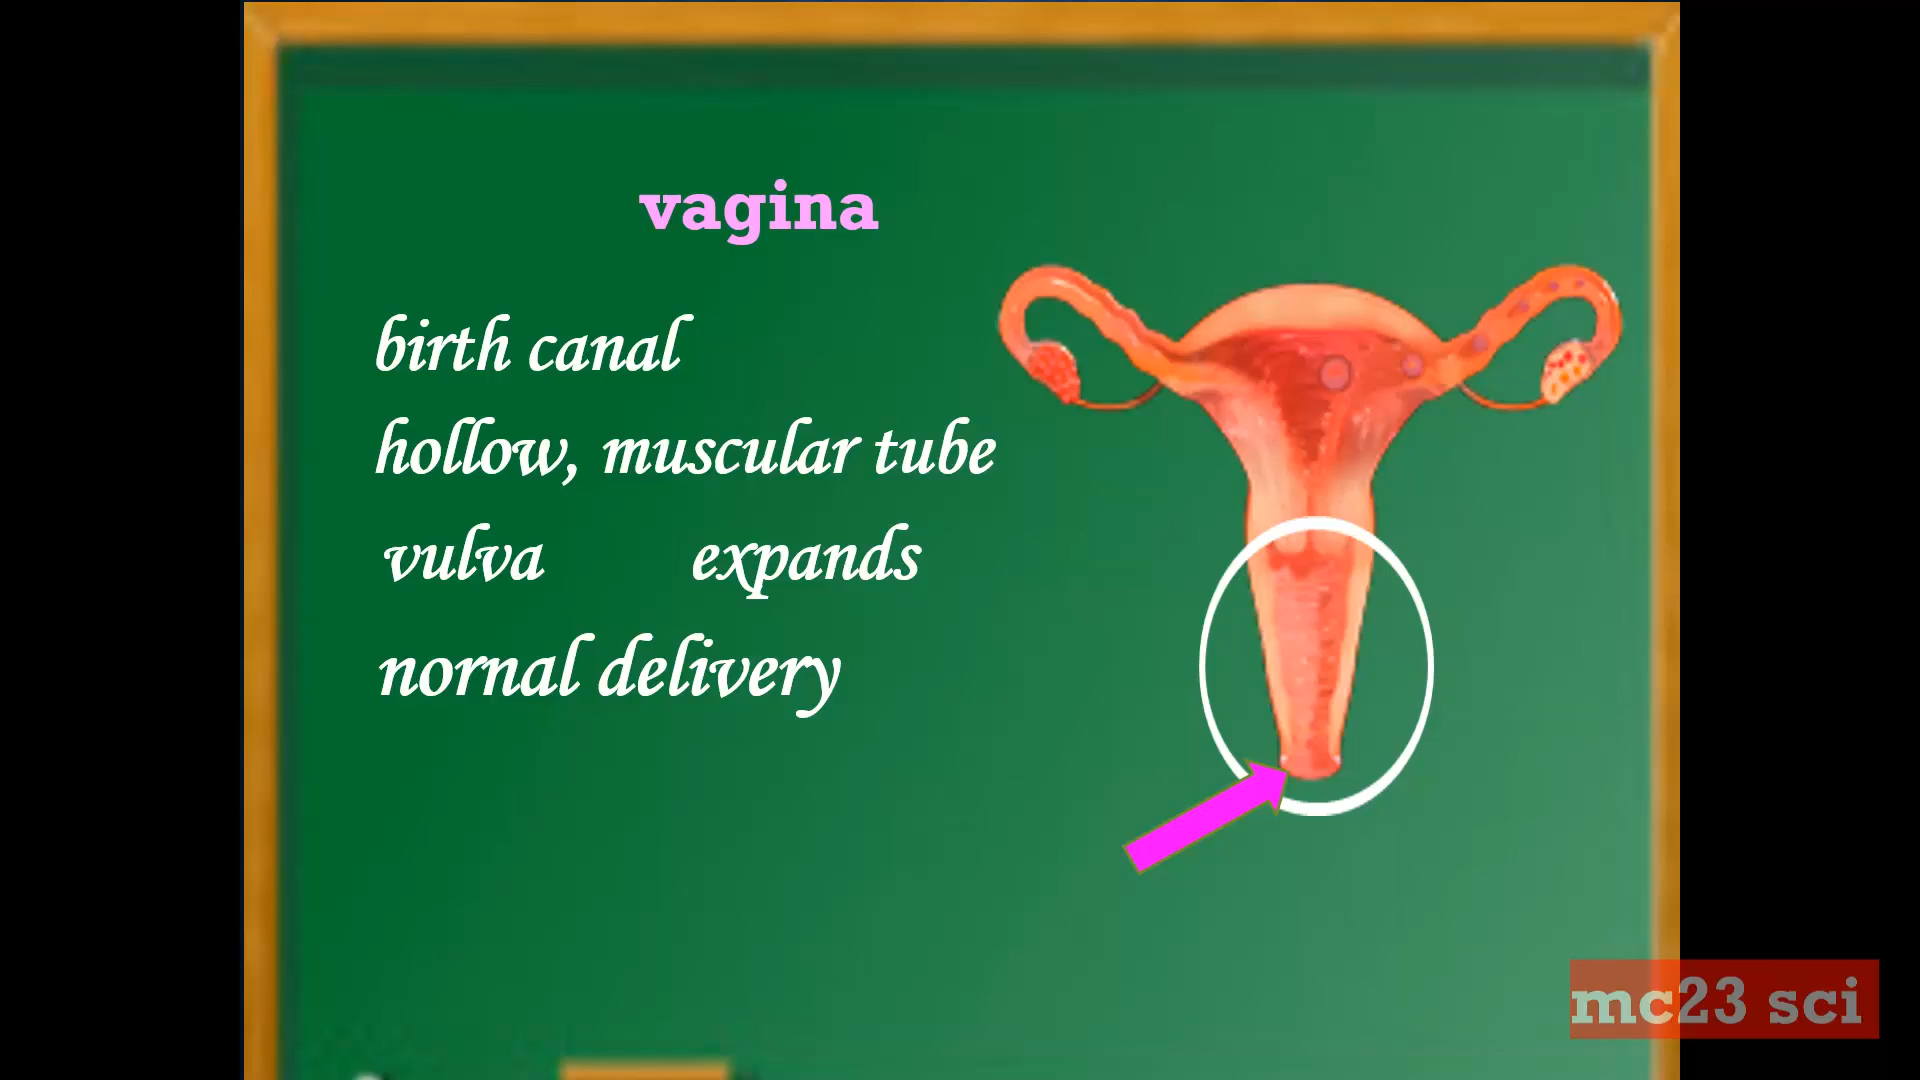 vagina
birth canal
hollow, muscular tube
vulva expands
nornal delivery
mc23 sci